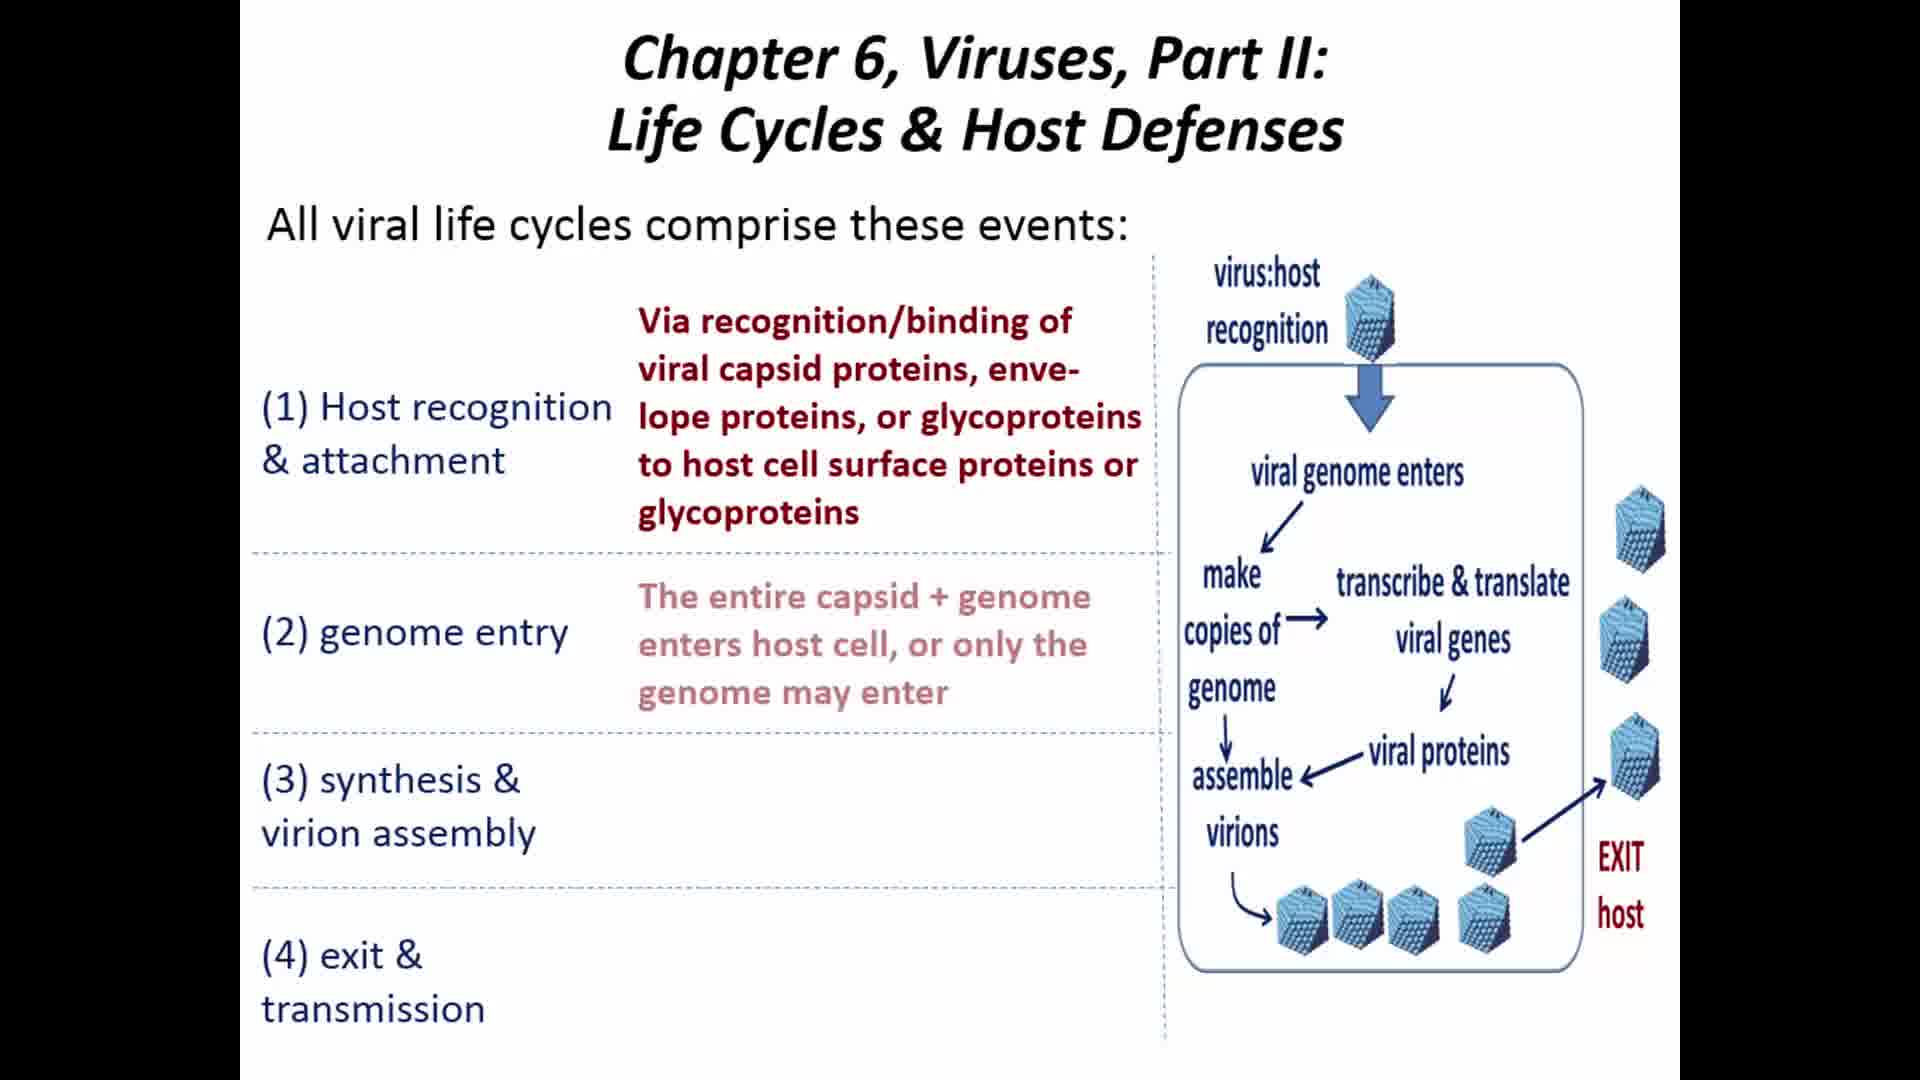 Chapter 6, Viruses, Part II:
Life Cycles & Host Defenses
All viral life cycles comprise these events:
(1) Host recognition
& attachment
Via recognition/binding of
viral capsid proteins, enve-
lope proteins, or glycoproteins
to host cell surface proteins or
glycoproteins
(2) genome entry
The entire capsid + genome
enters host cell, or only the
genome may enter
(3) synthesis &
virion assembly
(4) exit &
transmission
virus:host
recognition
viral genome enters
make
copies of
genome
transcribe & translate
viral genes
viral proteins
assemble
virions
EXIT
host